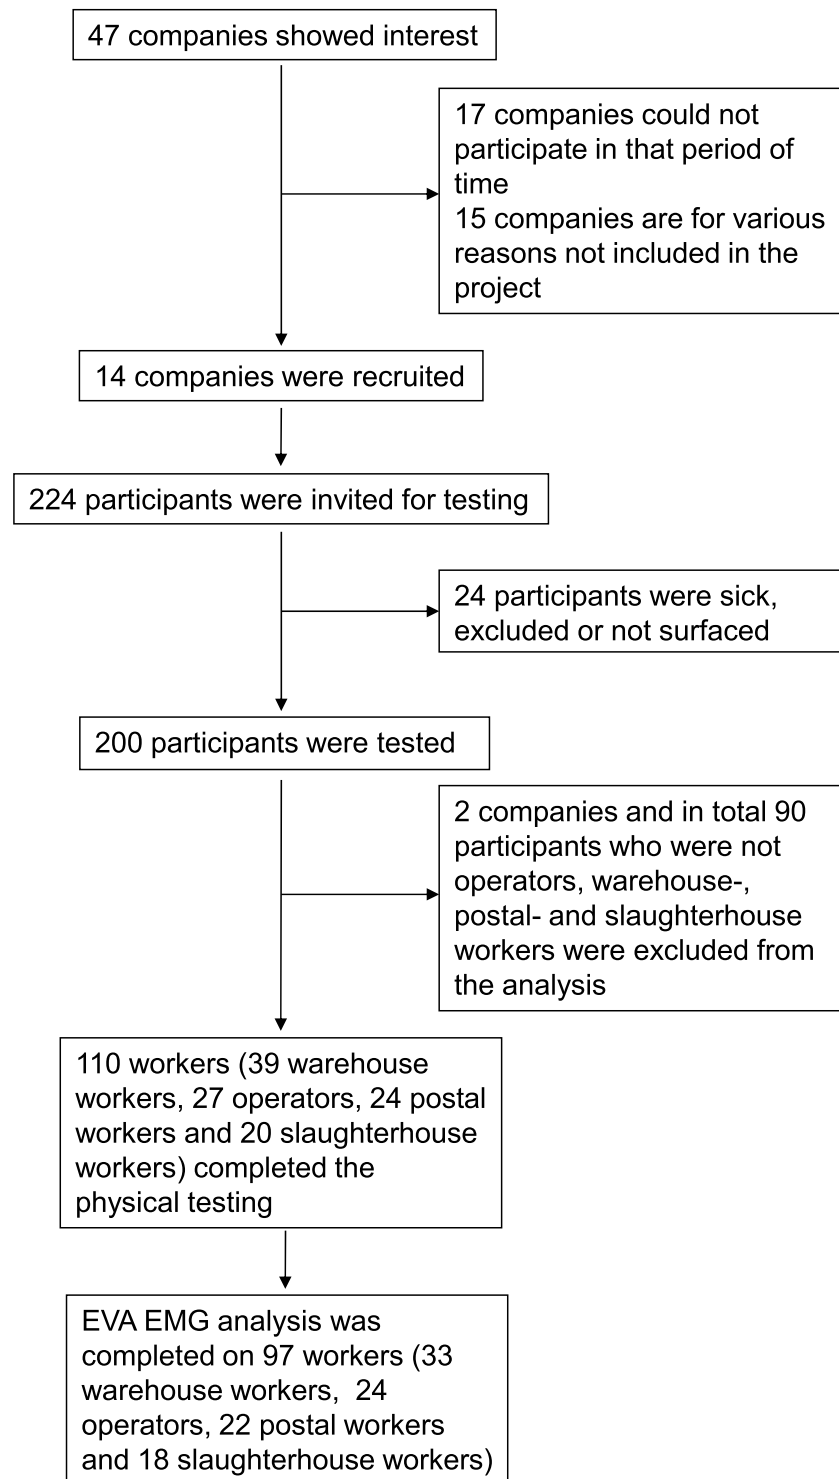 47 companies showed interest
17 companies could not
participate in that period of
time
15 companies are for various
reasons not included in the
project
14 companies were recruited
224 participants were invited for testing
24 participants were sick,
excluded or not surfaced
200 participants were tested
2 companies and in total 90
participants who were not
operators, warehouse-,
postal- and slaughterhouse
workers were excluded from
the analysis
110 workers (39 warehouse
workers, 27 operators, 24 postal
workers and 20 slaughterhouse
workers) completed the
physical testing
EVA EMG analysis was
completed on 97 workers (33
warehouse workers,  24
operators, 22 postal workers
and 18 slaughterhouse workers)